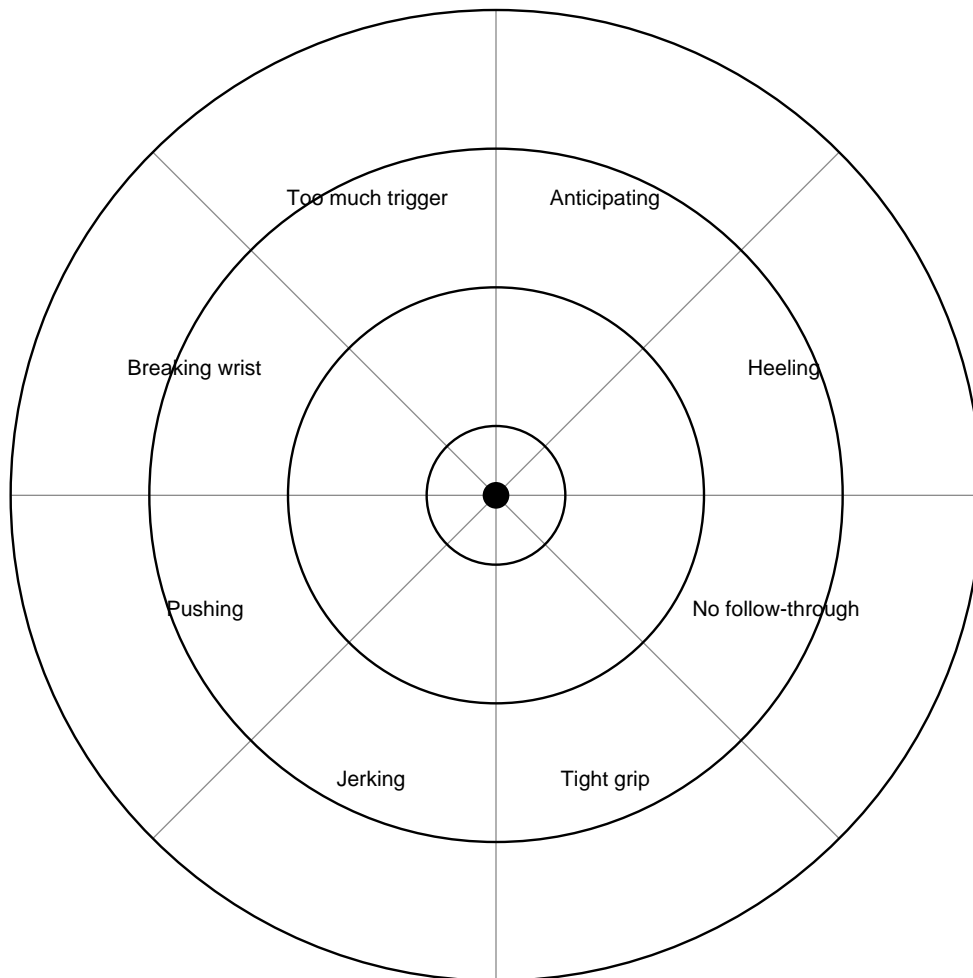 Too much trigger
Anticipating
Breaking wrist
Heeling
Pushing
No follow-through
Jerking
Tight grip